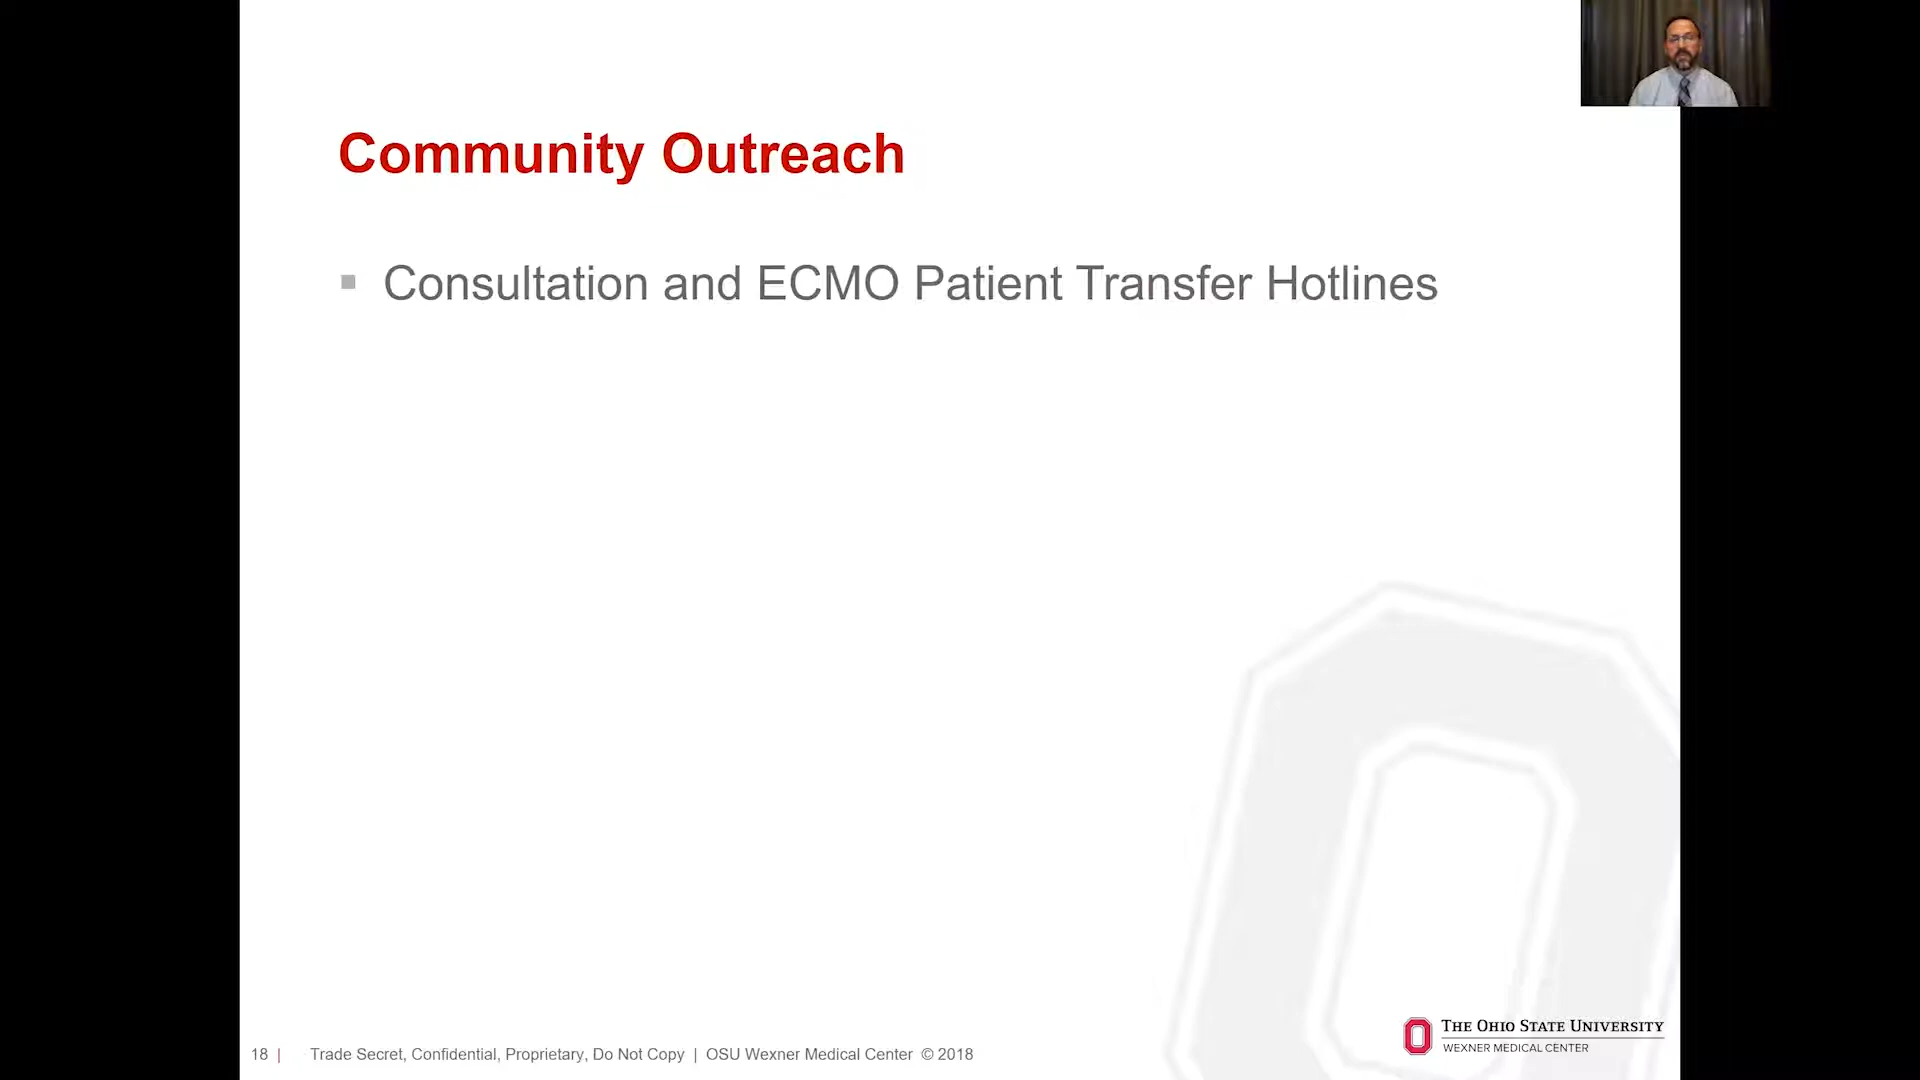 Community Outreach
▪ Consultation and ECMO Patient Transfer Hotlines
18 | Trade Secret, Confidential, Proprietary, Do Not Copy | OSU Wexner Medical Center © 2018
THE OHIO STATE UNIVERSITY
WEXNER MEDICAL CENTER